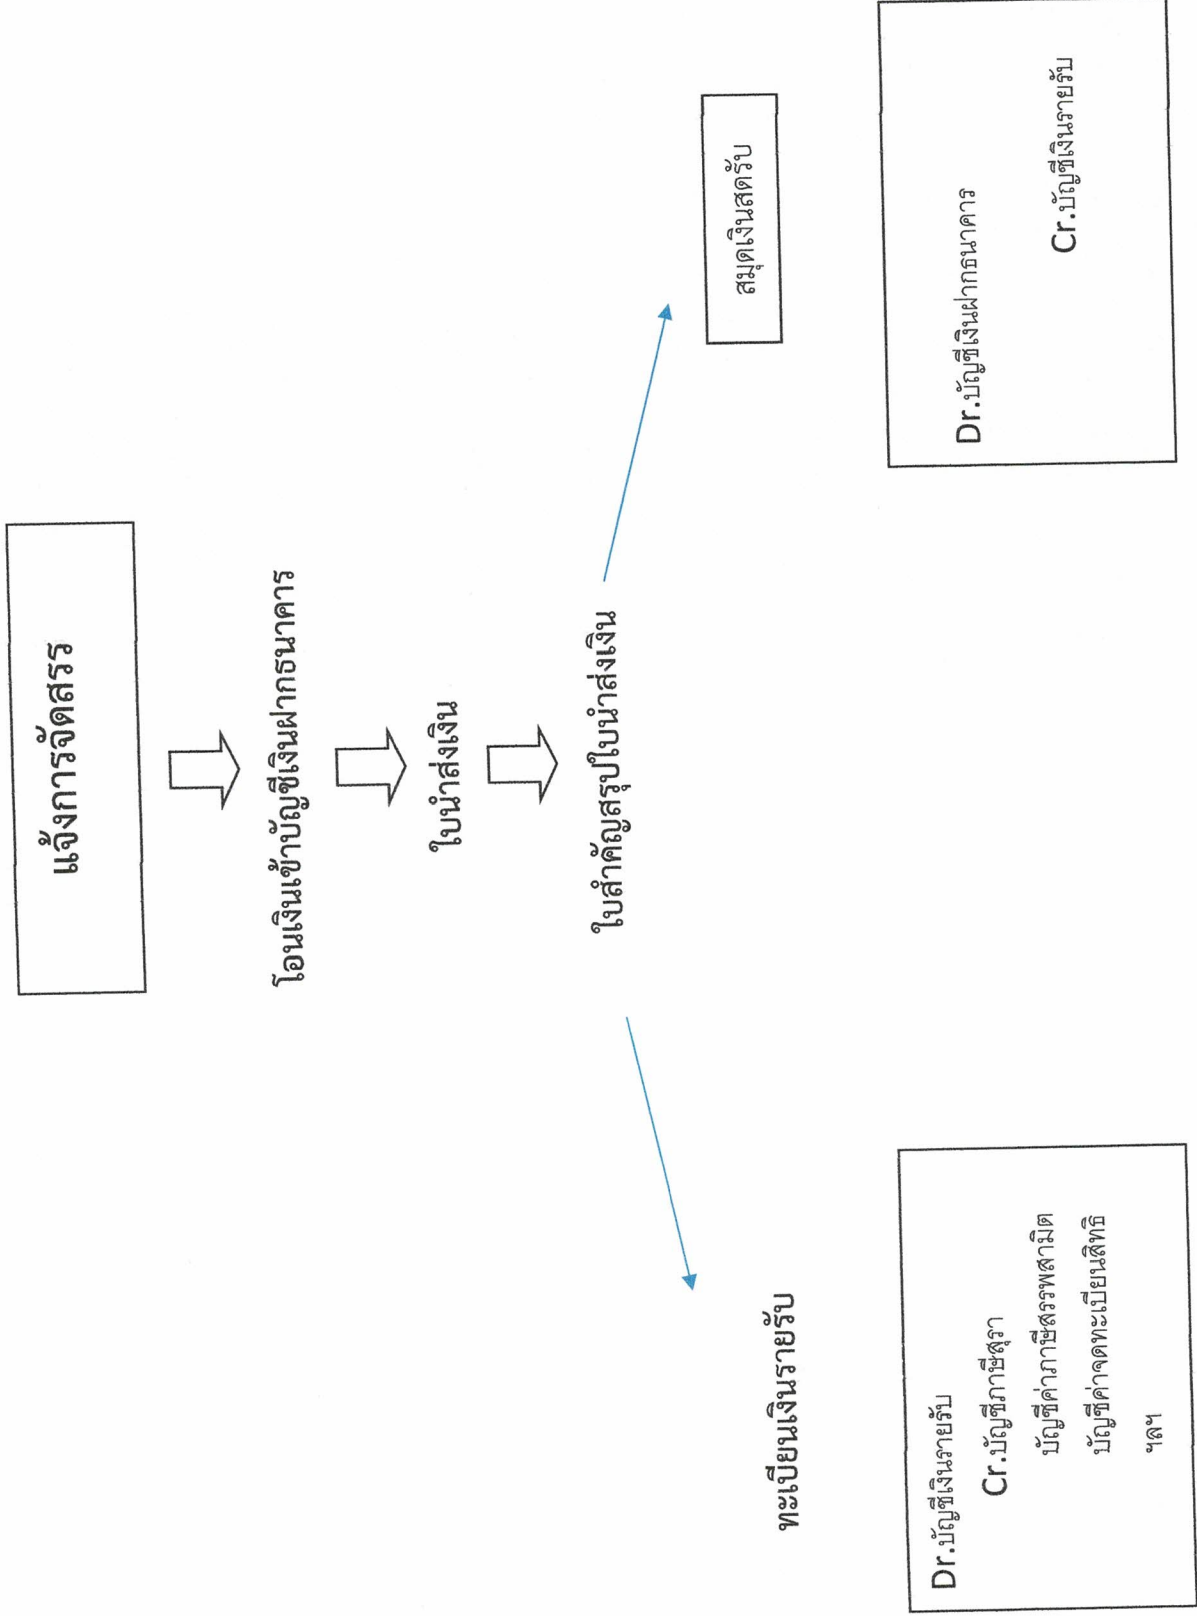 แจ้งการจัดสรร
โอนเงินเข้าบัญชีเงินฝากธนาคาร
ใบนำส่งเงิน
ใบสำคัญสรุปใบนำส่งเงิน
ทะเบียนเงินรายรับ
Dr.บัญชีเงินรายรับ
Cr.บัญชีภาษีสุรา
บัญชีค่าภาษีสรรพสามิต
บัญชีค่าจดทะเบียนสิทธิ
ฯลฯ
สมุดเงินสดรับ
Dr.บัญชีเงินฝากธนาคาร
Cr.บัญชีเงินรายรับ